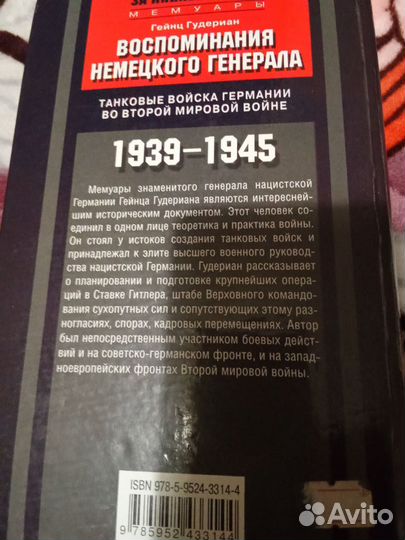 МЕМУАРЫ
Гейнц Гудериан
ВОСПОМИНАНИЯ
НЕМЕЦКОГО ГЕНЕРАЛА
ТАНКОВЫЕ ВОЙСКА ГЕРМАНИИ
ВО ВТОРОЙ МИРОВОЙ ВОЙНЕ
1939–1945
Мемуары знаменитого генерала нацистской
Германии Гейнца Гудериана являются интересней-
шим историческим документом. Этот человек со-
единил в одном лице теоретика и практика войны.
Он стоял у истоков создания танковых войск и
принадлежал к элите высшего военного руковод-
ства нацистской Германии. Гудериан рассказывает
о планировании и подготовке крупнейших опера-
ций в Ставке Гитлера, штабе Верховного командо-
вания сухопутных сил и сопутствующих этому раз-
ногласиях, спорах, кадровых перемещениях. Автор
был непосредственным участником боевых дейст-
вий и на советско-германском фронте, и на запад-
ноевропейских фронтах Второй мировой войны.
ISBN 978-5-9524-3314-4
9 785952 433144
Avito